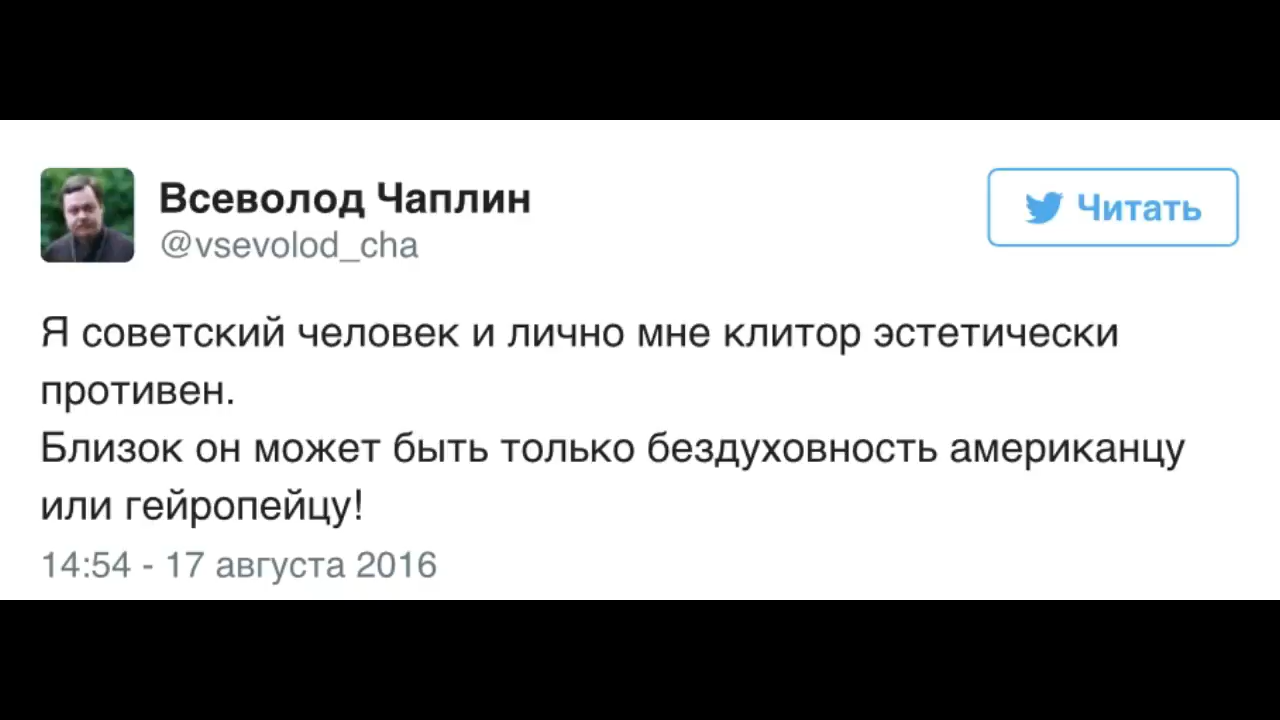 Всеволод Чаплин
@vsevolod_cha
Читать
Я советский человек и лично мне клитор эстетически
противен.
Близок он может быть только бездуховность американцу
или гейропейцу!
14:54 - 17 августа 2016